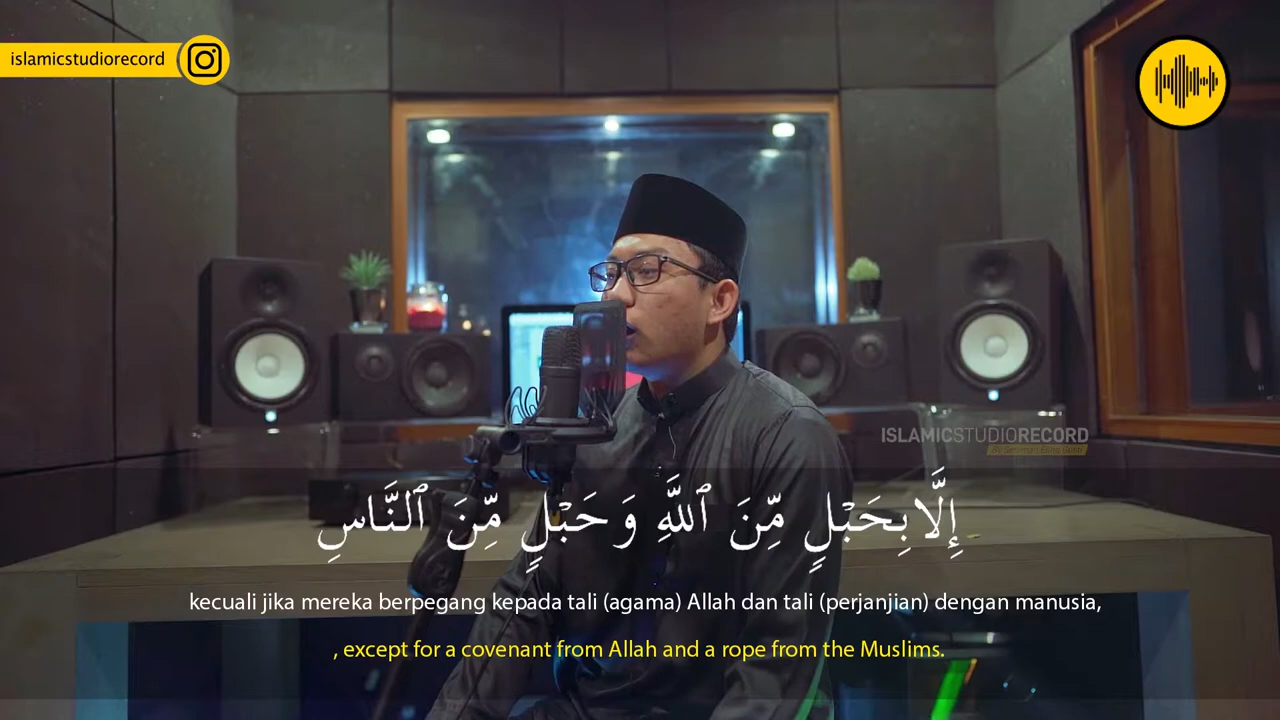 islamicstudiorecord
ISLAMICSTUDIORECORD
إِلَّا بِحَبْلٍ مِّنَ ٱللَّهِ وَحَبْلٍ مِّنَ ٱلنَّاسِ
kecuali jika mereka berpegang kepada tali (agama) Allah dan tali (perjanjian) dengan manusia,
, except for a covenant from Allah and a rope from the Muslims.